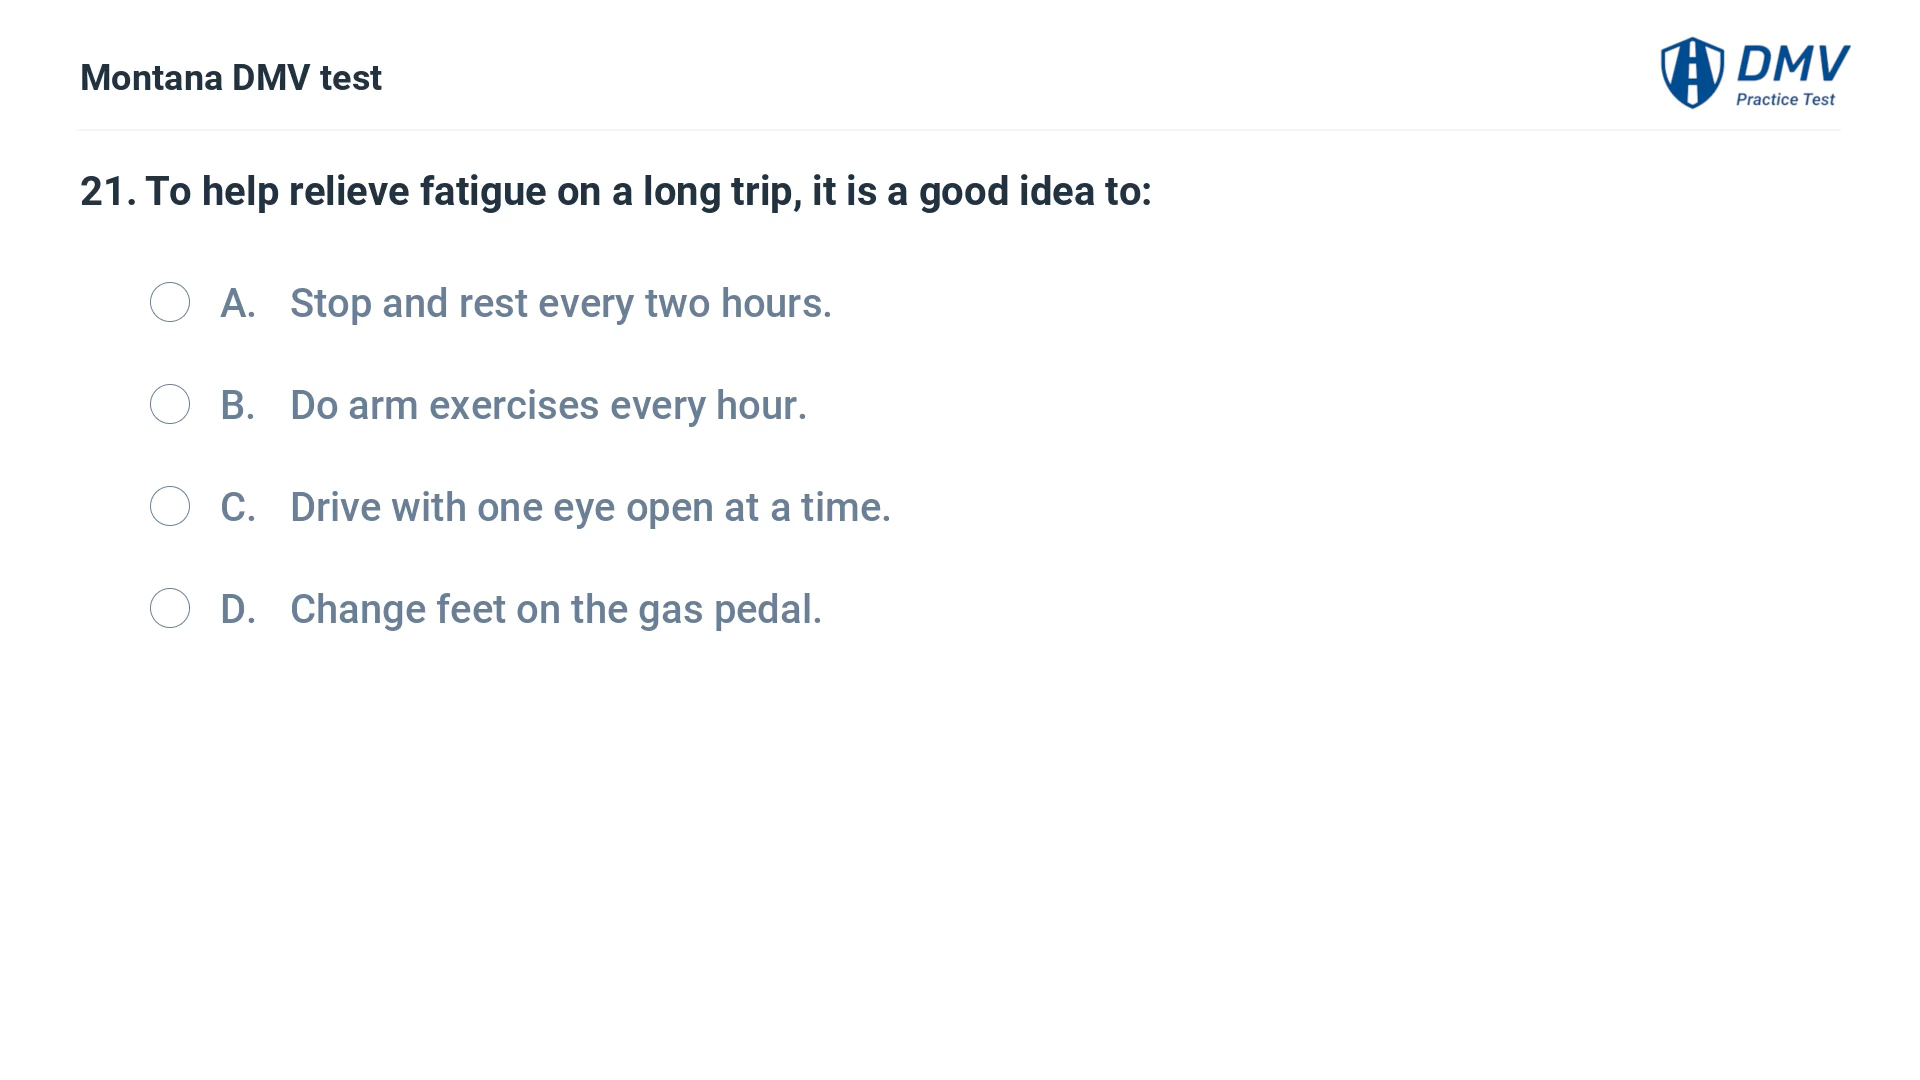 Montana DMV test
DMV
Practice Test
21. To help relieve fatigue on a long trip, it is a good idea to:
A. Stop and rest every two hours.
B. Do arm exercises every hour.
C. Drive with one eye open at a time.
D. Change feet on the gas pedal.